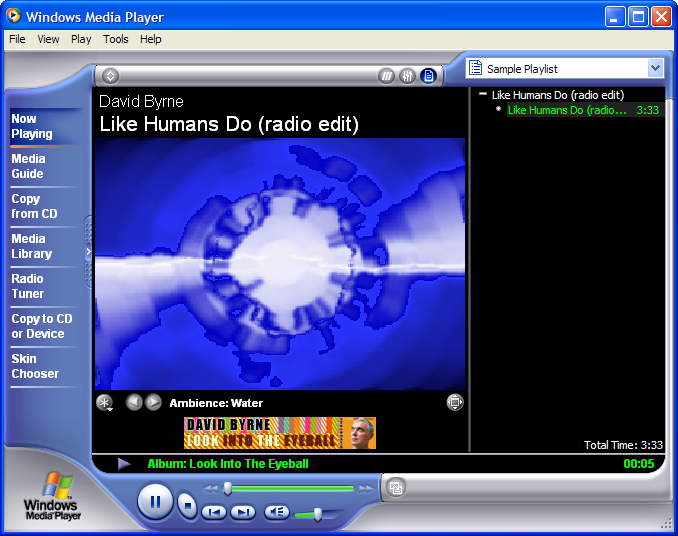 Windows Media Player
File View Play Tools Help
Sample Playlist
Now
Playing
Media
Guide
Copy
from CD
Media
Library
Radio
Tuner
Copy to CD
or Device
Skin
Chooser
David Byrne
Like Humans Do (radio edit)
Like Humans Do (radio edit)
Like Humans Do (radio... 3:33
Ambience: Water
DAVID BYRNE
LOOK INTO THE EYEBALL
Total Time: 3:33
Album: Look Into The Eyeball
00:05
Windows
Media Player